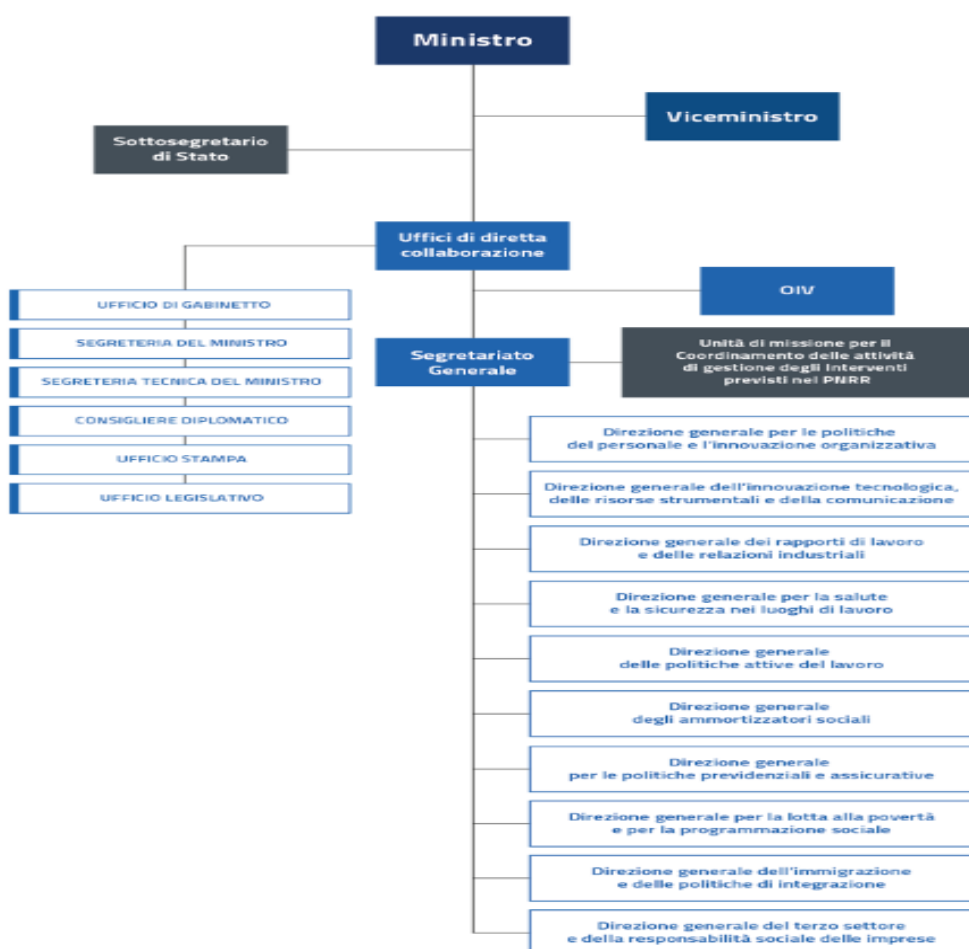 Ministro
Viceministro
Sottosegretario
di Stato
Uffici di diretta
collaborazione
UFFICIO DI GABINETTO
SEGRETERIA DEL MINISTRO
SEGRETERIA TECNICA DEL MINISTRO
CONSIGLIERE DIPLOMATICO
UFFICIO STAMPA
UFFICIO LEGISLATIVO
OIV
Segretariato
Generale
Unità di missione per il
Coordinamento delle attività
di gestione degli Interventi
previsti nel PNRR
Direzione generale per le politiche
del personale e l'innovazione organizzativa
Direzione generale dell'innovazione tecnologica,
delle risorse strumentali e della comunicazione
Direzione generale dei rapporti di lavoro
e delle relazioni industriali
Direzione generale per la salute
e la sicurezza nei luoghi di lavoro
Direzione generale
delle politiche attive del lavoro
Direzione generale
degli ammortizzatori sociali
Direzione generale
per le politiche previdenziali e assicurative
Direzione generale per la lotta alla povertà
e per la programmazione sociale
Direzione generale dell'immigrazione
e delle politiche di integrazione
Direzione generale del terzo settore
e della responsabilità sociale delle imprese